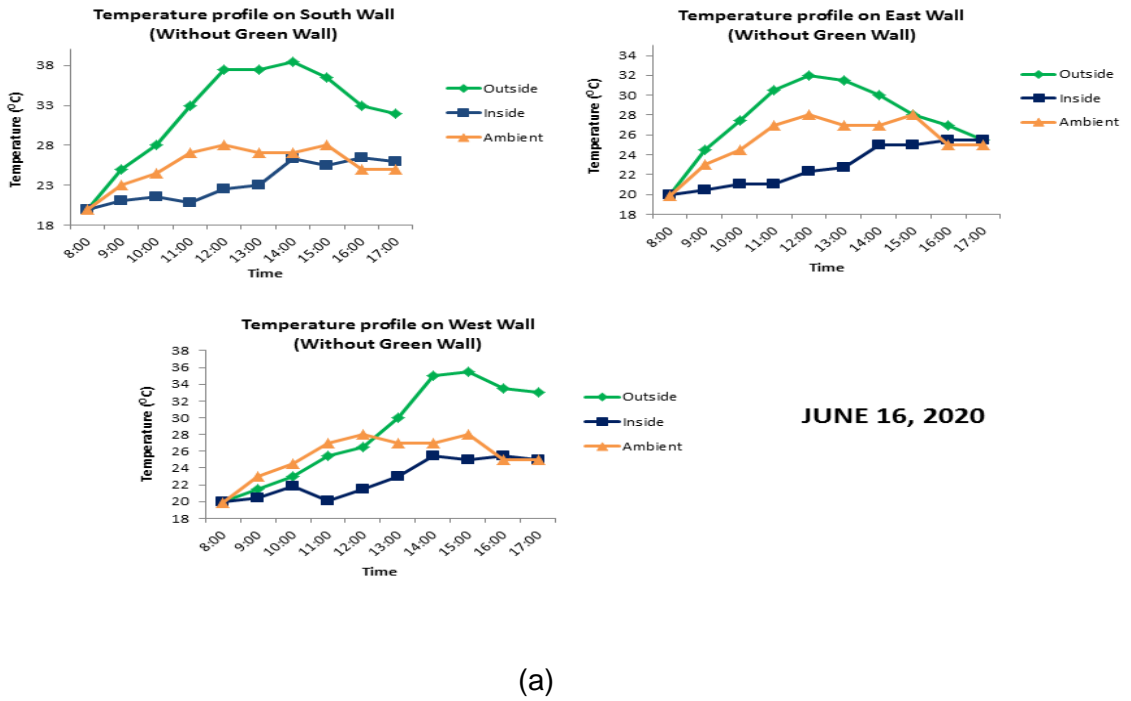 Temperature profile on South Wall
(Without Green Wall)
Temperature (⁰C)
38
33
28
23
18
8:00
9:00
10:00
11:00
12:00
13:00
14:00
15:00
16:00
17:00
Time
Outside
Inside
Ambient
Temperature profile on East Wall
(Without Green Wall)
Temperature (⁰C)
34
32
30
28
26
24
22
20
18
8:00
9:00
10:00
11:00
12:00
13:00
14:00
15:00
16:00
17:00
Time
Outside
Inside
Ambient
Temperature profile on West Wall
(Without Green Wall)
Temperature (⁰C)
38
36
34
32
30
28
26
24
22
20
18
8:00
9:00
10:00
11:00
12:00
13:00
14:00
15:00
16:00
17:00
Time
Outside
Inside
Ambient
JUNE 16, 2020
(a)